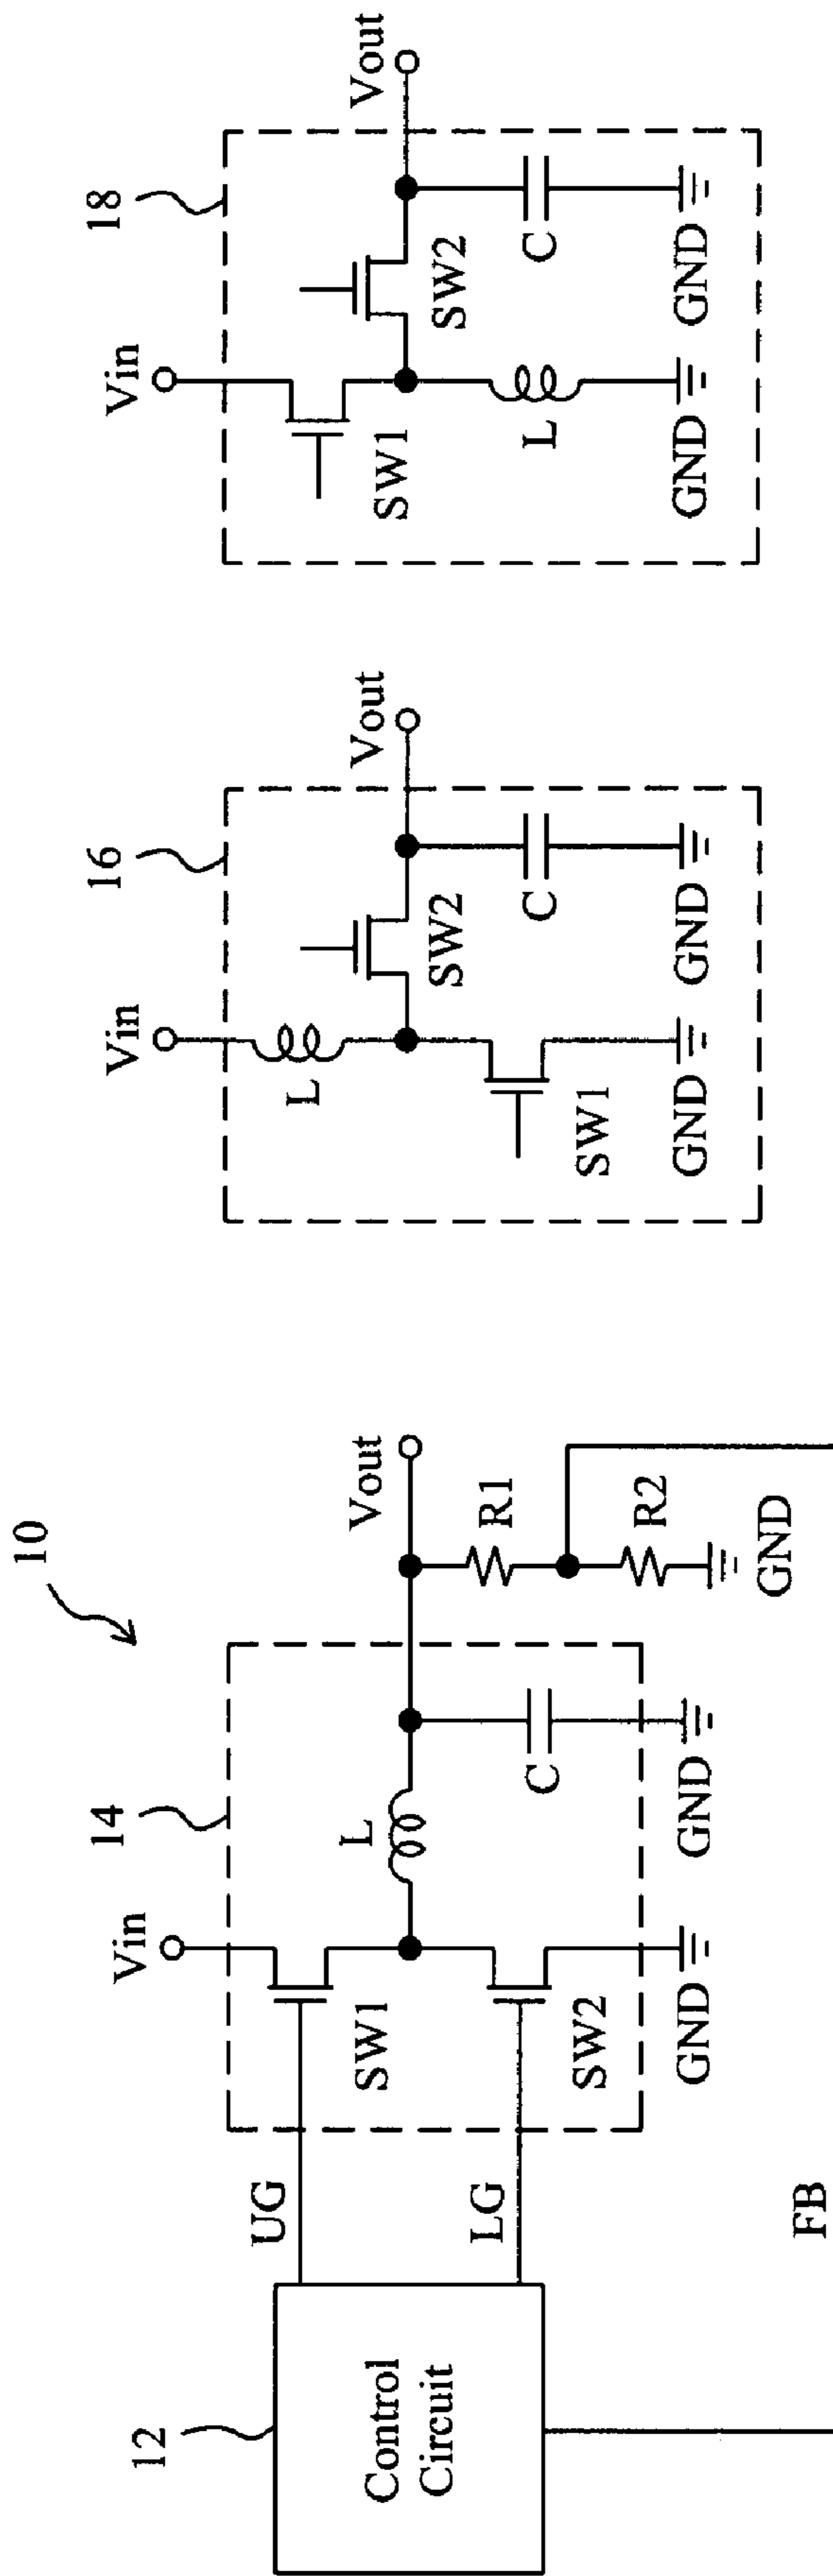 10
12
Control
Circuit
UG
LG
FB
14
Vin
SW1
SW2
L
C
GND
GND
Vout
R1
R2
GND
16
Vin
L
SW1
SW2
C
GND
GND
Vout
18
Vin
SW1
SW2
L
C
GND
GND
Vout